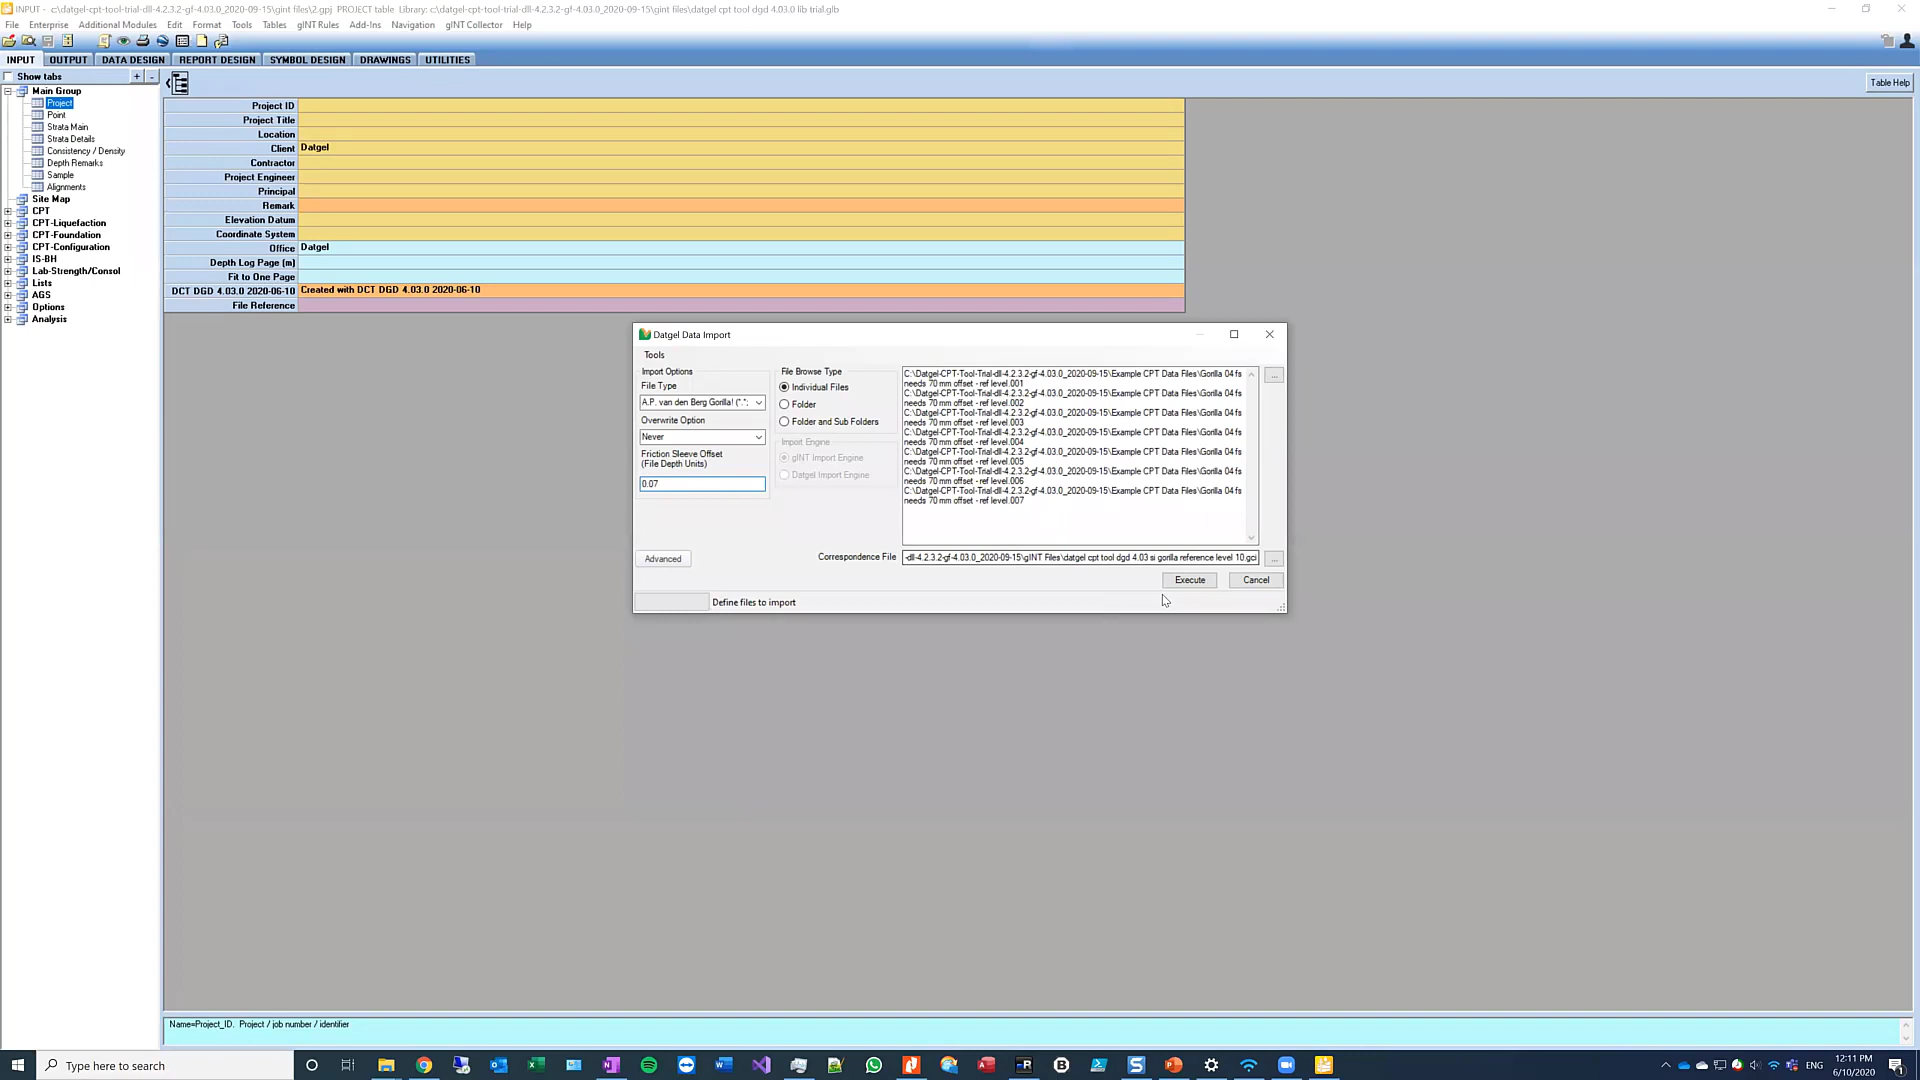 INPUT - c:\datgel-cpt-tool-trial-dll-4.2.3.2-gf-4.03.0_2020-09-15\gint files\2.gpj PROJECT table Library: c:\datgel-cpt-tool-trial-dll-4.2.3.2-gf-4.03.0_2020-09-15\gint files\datgel cpt tool dgd 4.03.0 lib trial.glb
File Enterprise Additional Modules Edit Format Tools Tables gINT Rules Add-Ins Navigation gINT Collector Help
INPUT OUTPUT DATA DESIGN REPORT DESIGN SYMBOL DESIGN DRAWINGS UTILITIES
Show tabs + -
Table Help
Main Group
Project
Point
Strata Main
Strata Details
Consistency / Density
Depth Remarks
Sample
Alignments
Site Map
CPT
CPT-Liquefaction
CPT-Foundation
CPT-Configuration
IS-BH
Lab-Strength/Consol
Lists
AGS
Options
Analysis
Project ID
Project Title
Location
Client Datgel
Contractor
Project Engineer
Principal
Remark
Elevation Datum
Coordinate System
Office Datgel
Depth Log Page (m)
Fit to One Page
DCT DGD 4.03.0 2020-06-10 Created with DCT DGD 4.03.0 2020-06-10
File Reference
Datgel Data Import
Tools
Import Options
File Type
A.P. van den Berg Gorilla! (*.*;
Overwrite Option
Never
Friction Sleeve Offset
(File Depth Units)
0.07
File Browse Type
Individual Files
Folder
Folder and Sub Folders
Import Engine
gINT Import Engine
Datgel Import Engine
C:\Datgel-CPT-Tool-Trial-dll-4.2.3.2-gf-4.03.0_2020-09-15\Example CPT Data Files\Gorilla 04 fs
needs 70 mm offset - ref level.001
C:\Datgel-CPT-Tool-Trial-dll-4.2.3.2-gf-4.03.0_2020-09-15\Example CPT Data Files\Gorilla 04 fs
needs 70 mm offset - ref level.002
C:\Datgel-CPT-Tool-Trial-dll-4.2.3.2-gf-4.03.0_2020-09-15\Example CPT Data Files\Gorilla 04 fs
needs 70 mm offset - ref level.003
C:\Datgel-CPT-Tool-Trial-dll-4.2.3.2-gf-4.03.0_2020-09-15\Example CPT Data Files\Gorilla 04 fs
needs 70 mm offset - ref level.004
C:\Datgel-CPT-Tool-Trial-dll-4.2.3.2-gf-4.03.0_2020-09-15\Example CPT Data Files\Gorilla 04 fs
needs 70 mm offset - ref level.005
C:\Datgel-CPT-Tool-Trial-dll-4.2.3.2-gf-4.03.0_2020-09-15\Example CPT Data Files\Gorilla 04 fs
needs 70 mm offset - ref level.006
C:\Datgel-CPT-Tool-Trial-dll-4.2.3.2-gf-4.03.0_2020-09-15\Example CPT Data Files\Gorilla 04 fs
needs 70 mm offset - ref level.007
...
Advanced
Correspondence File -dll-4.2.3.2-gf-4.03.0_2020-09-15\gINT Files\datgel cpt tool dgd 4.03 si gorilla reference level 10.gci ...
Execute Cancel
Define files to import
Name=Project_ID. Project / job number / identifier
Type here to search
ENG
12:11 PM
6/10/2020